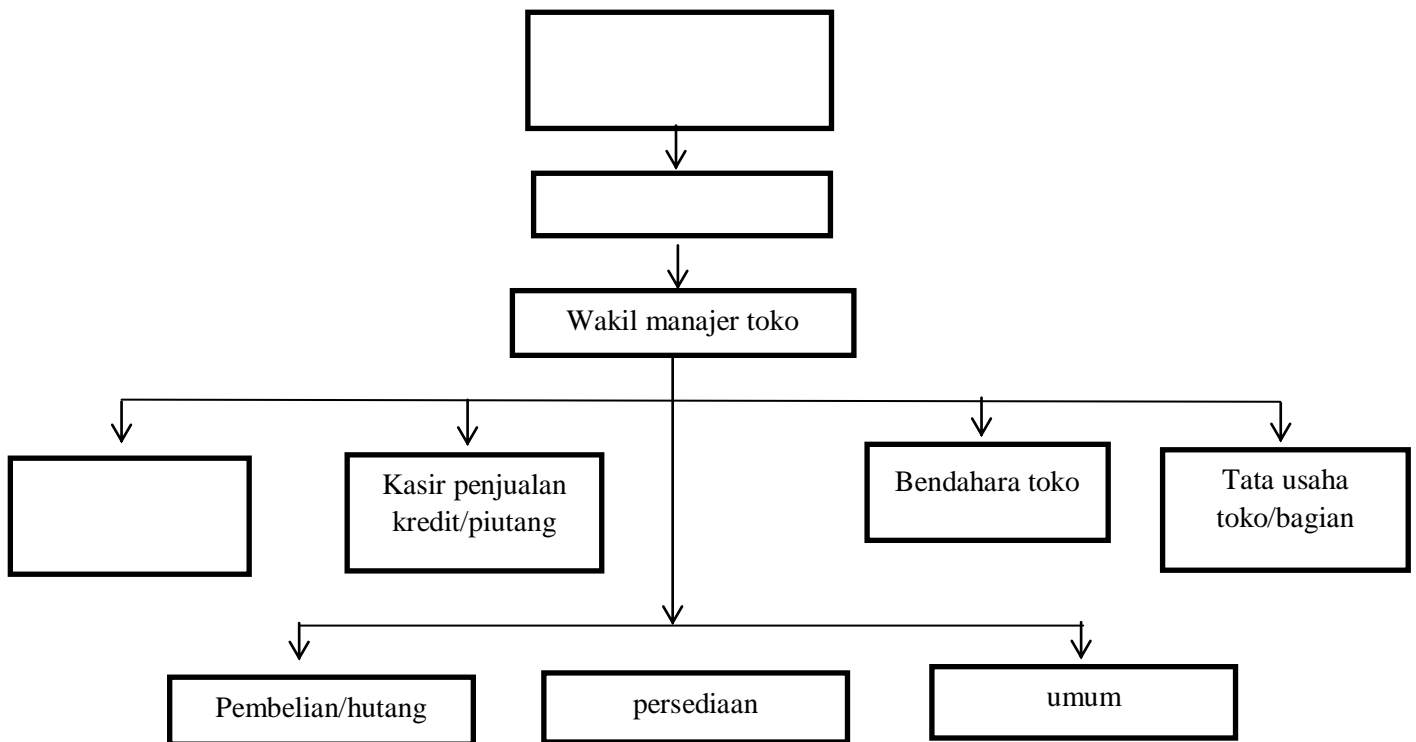 Wakil manajer toko
Kasir penjualan
kredit/piutang
Bendahara toko
Tata usaha
toko/bagian
Pembelian/hutang
persediaan
umum